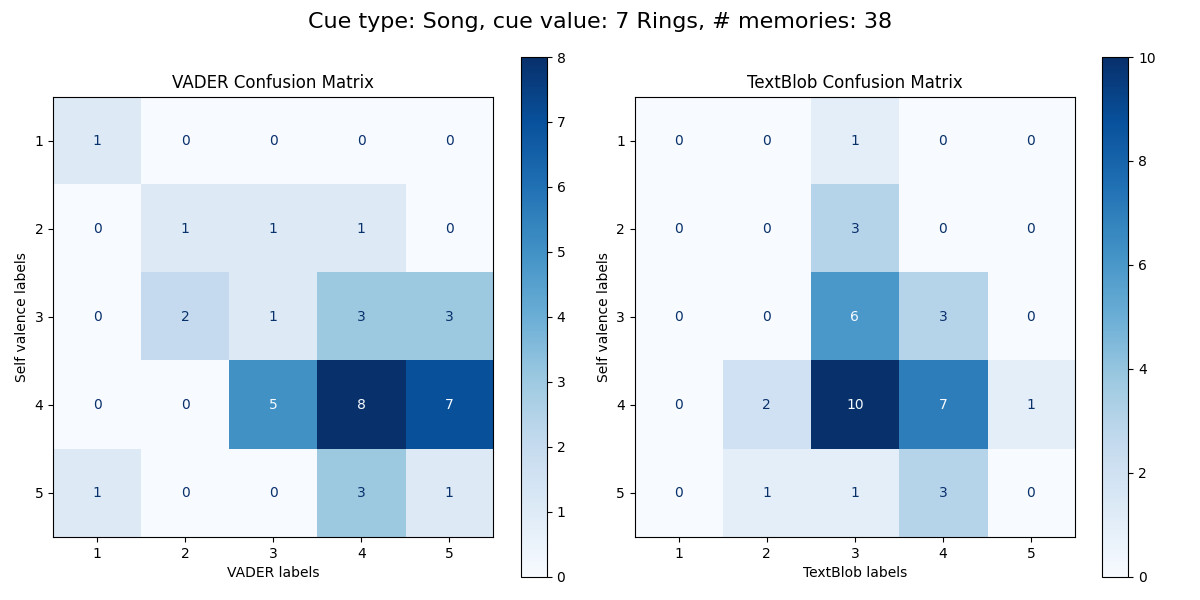 Cue type: Song, cue value: 7 Rings, # memories: 38
VADER Confusion Matrix
Self valence labels
1 1 0 0 0 0
2 0 1 1 1 0
3 0 2 1 3 3
4 0 0 5 8 7
5 1 0 0 3 1
1 2 3 4 5
VADER labels
8
7
6
5
4
3
2
1
0
TextBlob Confusion Matrix
Self valence labels
1 0 0 1 0 0
2 0 0 3 0 0
3 0 0 6 3 0
4 0 2 10 7 1
5 0 1 1 3 0
1 2 3 4 5
TextBlob labels
10
8
6
4
2
0